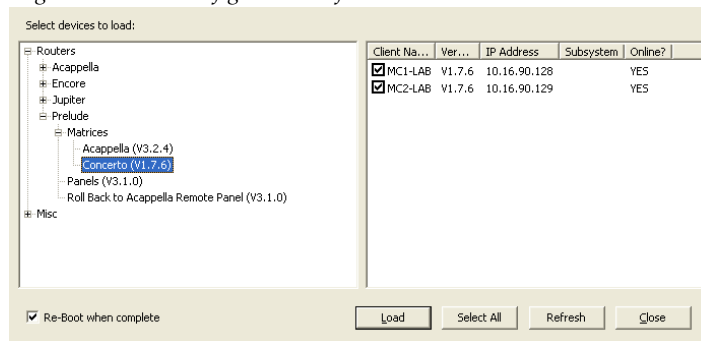 Select devices to load:
Routers
Acappella
Encore
Jupiter
Prelude
Matrices
Acappella (V3.2.4)
Concerto (V1.7.6)
Panels (V3.1.0)
Roll Back to Acappella Remote Panel (V3.1.0)
Misc
Client Na... Ver... IP Address Subsystem Online?
MC1-LAB V1.7.6 10.16.90.128 YES
MC2-LAB V1.7.6 10.16.90.129 YES
Re-Boot when complete
Load Select All Refresh Close